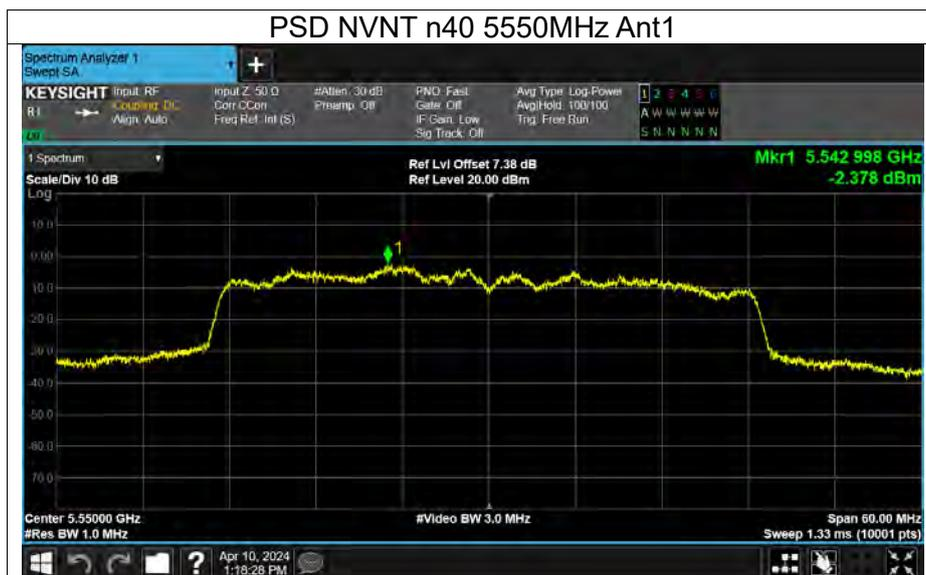 PSD NVNT n40 5550MHz Ant1
Spectrum Analyzer 1
Swept SA
+
KEYSIGHT Input: RF Input Z: 50 Ω #Atten: 30 dB PNO: Fast Avg Type: Log-Power 1 2 3 4 5 6
Coupling: DC Corr CCorr Preamp: Off Gate: Off Avg|Hold: 100/100 A W W W W W
Align: Auto Freq Ref: Int (S) IF Gain: Low Trig: Free Run S N N N N N
Sig Track: Off
1 Spectrum
Ref Lvl Offset 7.38 dB Mkr1 5.542 998 GHz
Scale/Div 10 dB Ref Level 20.00 dBm -2.378 dBm
Log
10.0
0.00
1
-10.0
-20.0
-30.0
-40.0
-50.0
-60.0
-70.0
Center 5.55000 GHz #Video BW 3.0 MHz Span 60.00 MHz
#Res BW 1.0 MHz Sweep 1.33 ms (10001 pts)
? Apr 10, 2024
1:18:28 PM